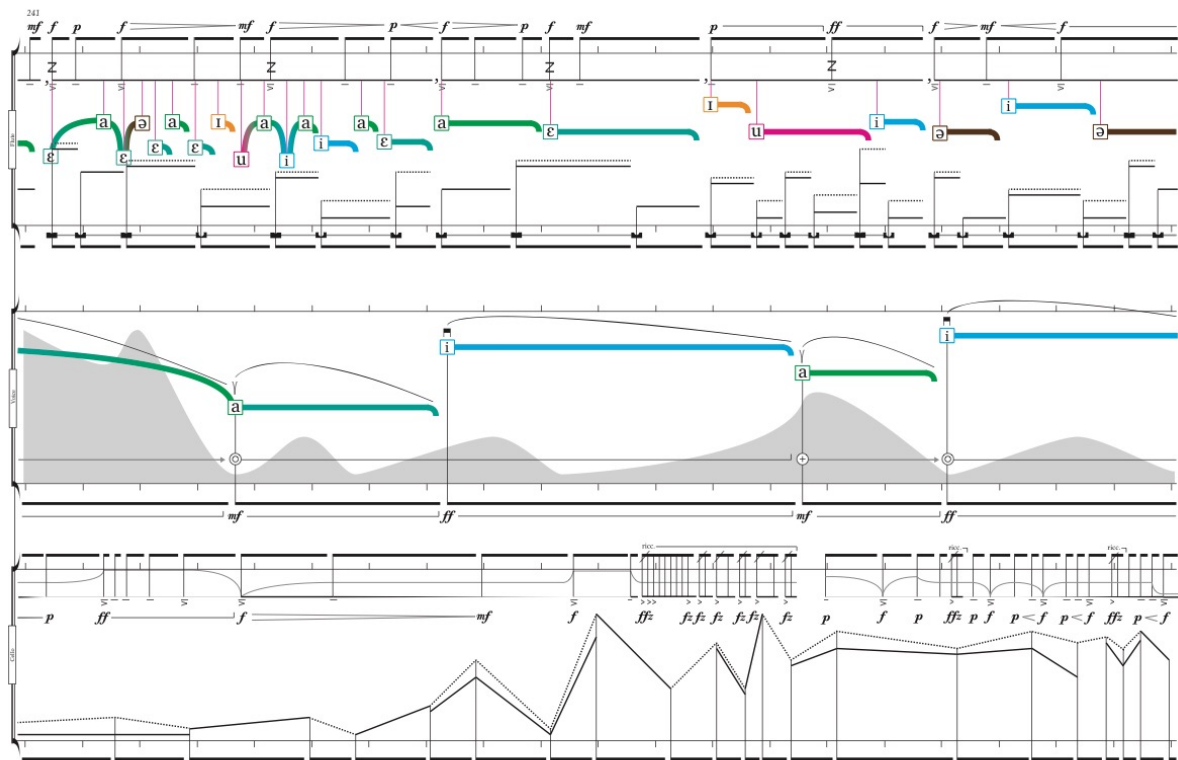 241
mf f p f mf f p f p f mf p ff f mf f
z z z z
, , , ,
Flute
ɛ a ɛ ə ɛ a ɛ ɪ u a i a i a ɛ a ɛ ɪ u i ə i ə
Voice
a i a i
mf ff mf ff
ricc. ricc. ricc.
p ff f mf f ffz fz fz fz fz fz p f p ffz p f p < f ffz p < f
Cello